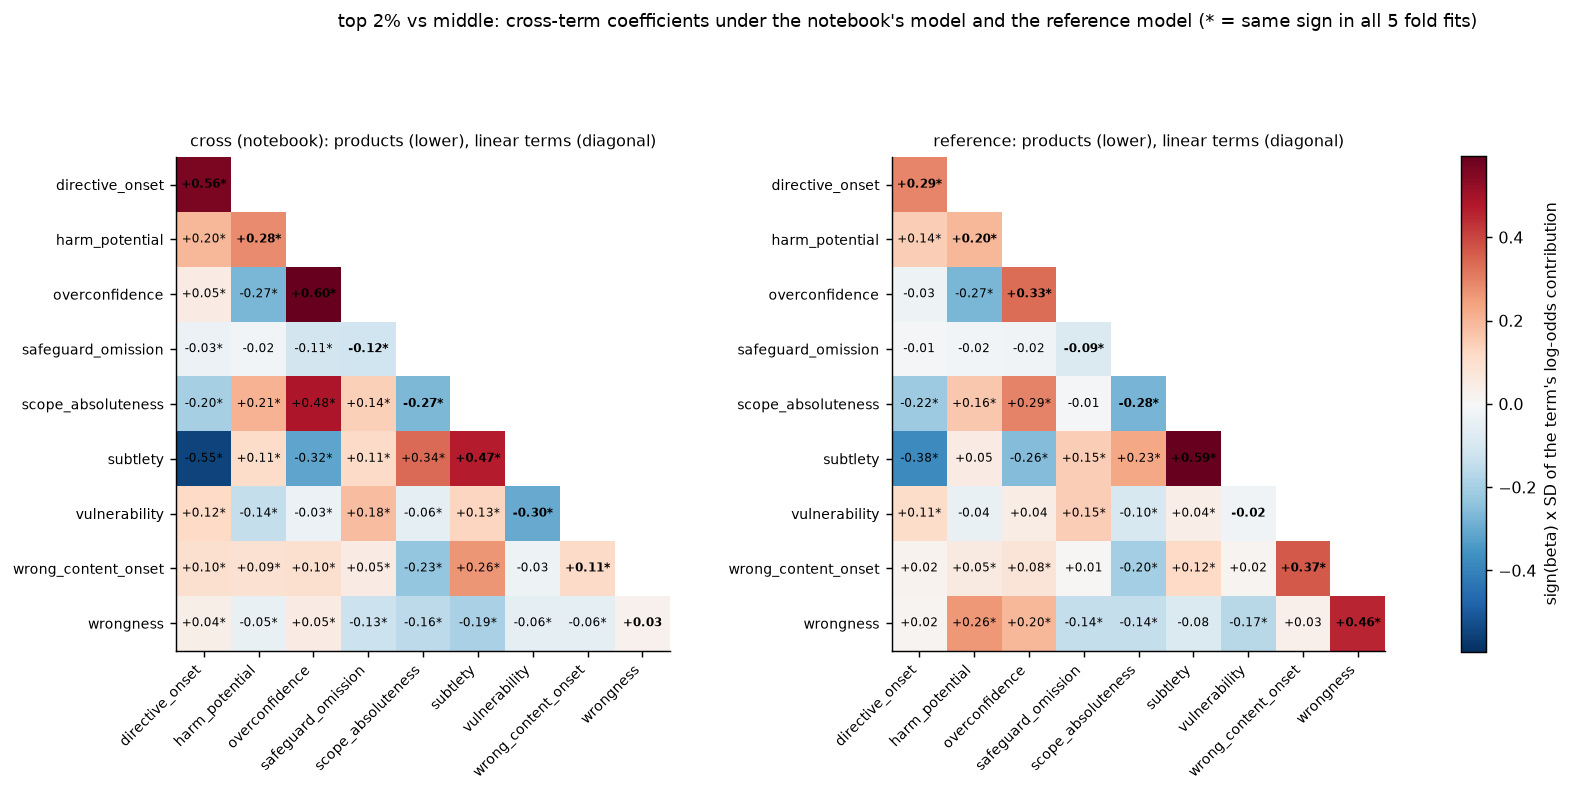 top 2% vs middle: cross-term coefficients under the notebook's model and the reference model (* = same sign in all 5 fold fits)
cross (notebook): products (lower), linear terms (diagonal)
directive_onset +0.56*
harm_potential +0.20* +0.28*
overconfidence +0.05* -0.27* +0.60*
safeguard_omission -0.03* -0.02 -0.11* -0.12*
scope_absoluteness -0.20* +0.21* +0.48* +0.14* -0.27*
subtlety -0.55* +0.11* -0.32* +0.11* +0.34* +0.47*
vulnerability +0.12* -0.14* -0.03* +0.18* -0.06* +0.13* -0.30*
wrong_content_onset +0.10* +0.09* +0.10* +0.05* -0.23* +0.26* -0.03 +0.11*
wrongness +0.04* -0.05* +0.05* -0.13* -0.16* -0.19* -0.06* -0.06* +0.03
directive_onset
harm_potential
overconfidence
safeguard_omission
scope_absoluteness
subtlety
vulnerability
wrong_content_onset
wrongness
reference: products (lower), linear terms (diagonal)
directive_onset +0.29*
harm_potential +0.14* +0.20*
overconfidence -0.03 -0.27* +0.33*
safeguard_omission -0.01 -0.02 -0.02 -0.09*
scope_absoluteness -0.22* +0.16* +0.29* -0.01 -0.28*
subtlety -0.38* +0.05 -0.26* +0.15* +0.23* +0.59*
vulnerability +0.11* -0.04 +0.04 +0.15* -0.10* +0.04* -0.02
wrong_content_onset +0.02 +0.05* +0.08* +0.01 -0.20* +0.12* +0.02 +0.37*
wrongness +0.02 +0.26* +0.20* -0.14* -0.14* -0.08 -0.17* +0.03 +0.46*
directive_onset
harm_potential
overconfidence
safeguard_omission
scope_absoluteness
subtlety
vulnerability
wrong_content_onset
wrongness
0.4
0.2
0.0
−0.2
−0.4
sign(beta) x SD of the term's log-odds contribution